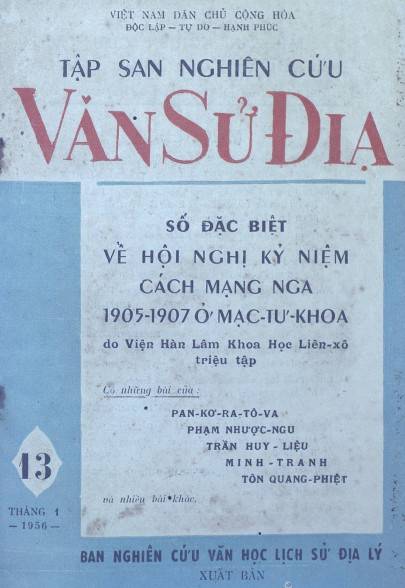 VIỆT NAM DÂN CHỦ CỘNG HÒA
ĐỘC LẬP — TỰ DO — HẠNH PHÚC
TẬP SAN NGHIÊN CỨU
VĂN SỬ ĐỊA
SỐ ĐẶC BIỆT
VỀ HỘI NGHỊ KỶ NIỆM
CÁCH MẠNG NGA
1905-1907 Ở MẠC-TƯ-KHOA
do Viện Hàn Lâm Khoa Học Liên-xô
triệu tập
Có những bài của :
PAN-KƠ-RA-TÔ-VA
PHẠM NHƯỢC-NGU
TRẦN HUY - LIỆU
MINH - TRANH
TÔN QUANG-PHIỆT
và nhiều bài khác.
13
THÁNG 1
— 1956 —
BAN NGHIÊN CỨU VĂN HỌC LỊCH SỬ ĐỊA LÝ
XUẤT BẢN